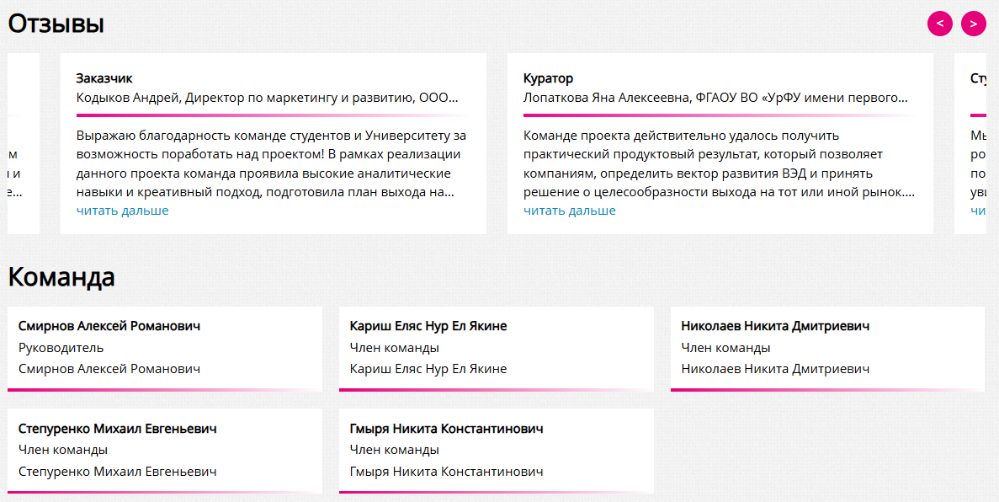 Отзывы
< >
Заказчик
Кодыков Андрей, Директор по маркетингу и развитию, ООО...
Выражаю благодарность команде студентов и Университету за
возможность поработать над проектом! В рамках реализации
данного проекта команда проявила высокие аналитические
навыки и креативный подход, подготовила план выхода на...
читать дальше
Куратор
Лопаткова Яна Алексеевна, ФГАОУ ВО «УрФУ имени первого...
Команде проекта действительно удалось получить
практический продуктовый результат, который позволяет
компаниям, определить вектор развития ВЭД и принять
решение о целесообразности выхода на тот или иной рынок....
читать дальше
Команда
Смирнов Алексей Романович
Руководитель
Смирнов Алексей Романович
Кариш Еляс Нур Ел Якине
Член команды
Кариш Еляс Нур Ел Якине
Николаев Никита Дмитриевич
Член команды
Николаев Никита Дмитриевич
Степуренко Михаил Евгеньевич
Член команды
Степуренко Михаил Евгеньевич
Гмыря Никита Константинович
Член команды
Гмыря Никита Константинович